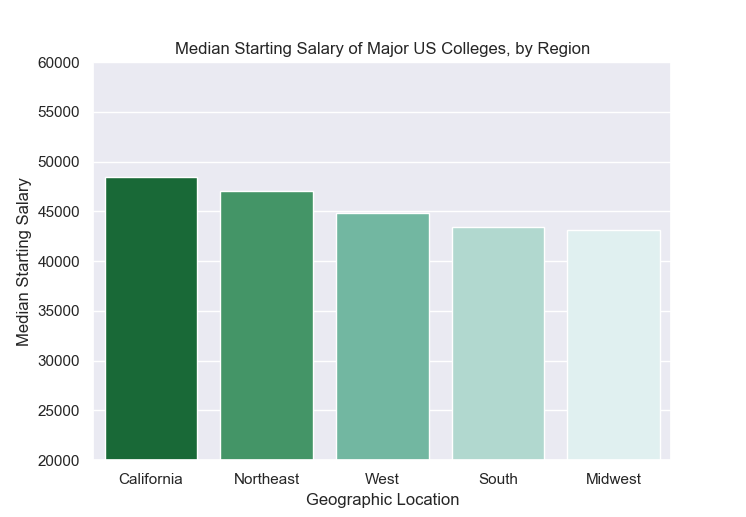 Median Starting Salary of Major US Colleges, by Region
60000
55000
50000
45000
40000
35000
30000
25000
20000
Median Starting Salary
California Northeast West South Midwest
Geographic Location